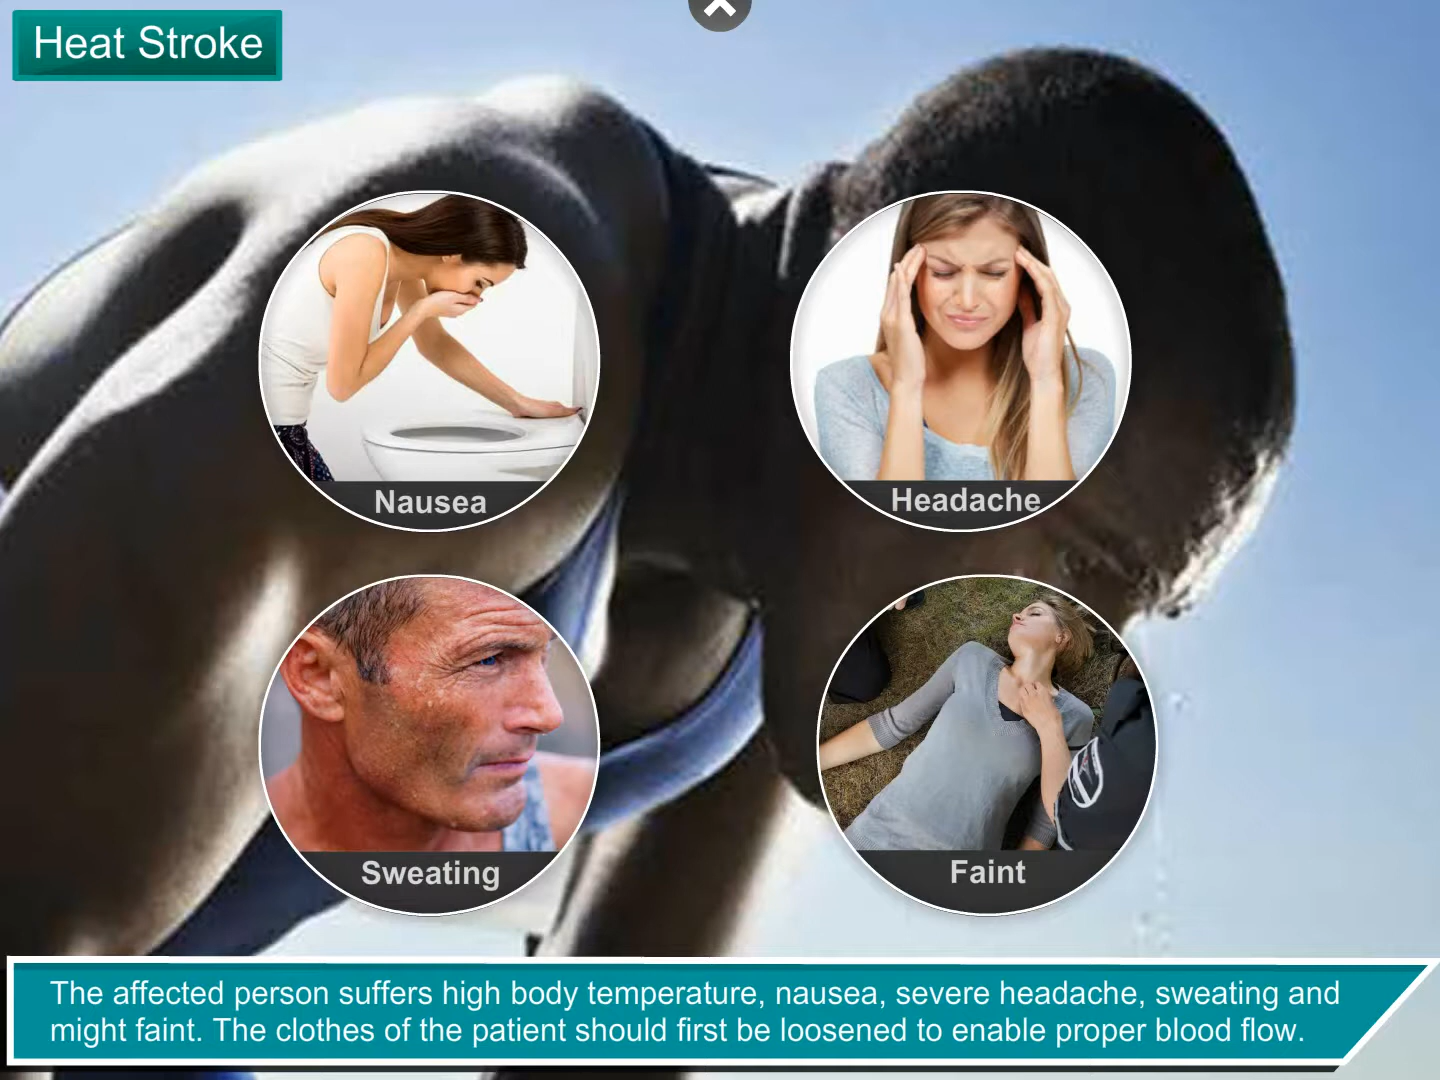 Heat Stroke
Nausea
Headache
Sweating
Faint
The affected person suffers high body temperature, nausea, severe headache, sweating and
might faint. The clothes of the patient should first be loosened to enable proper blood flow.